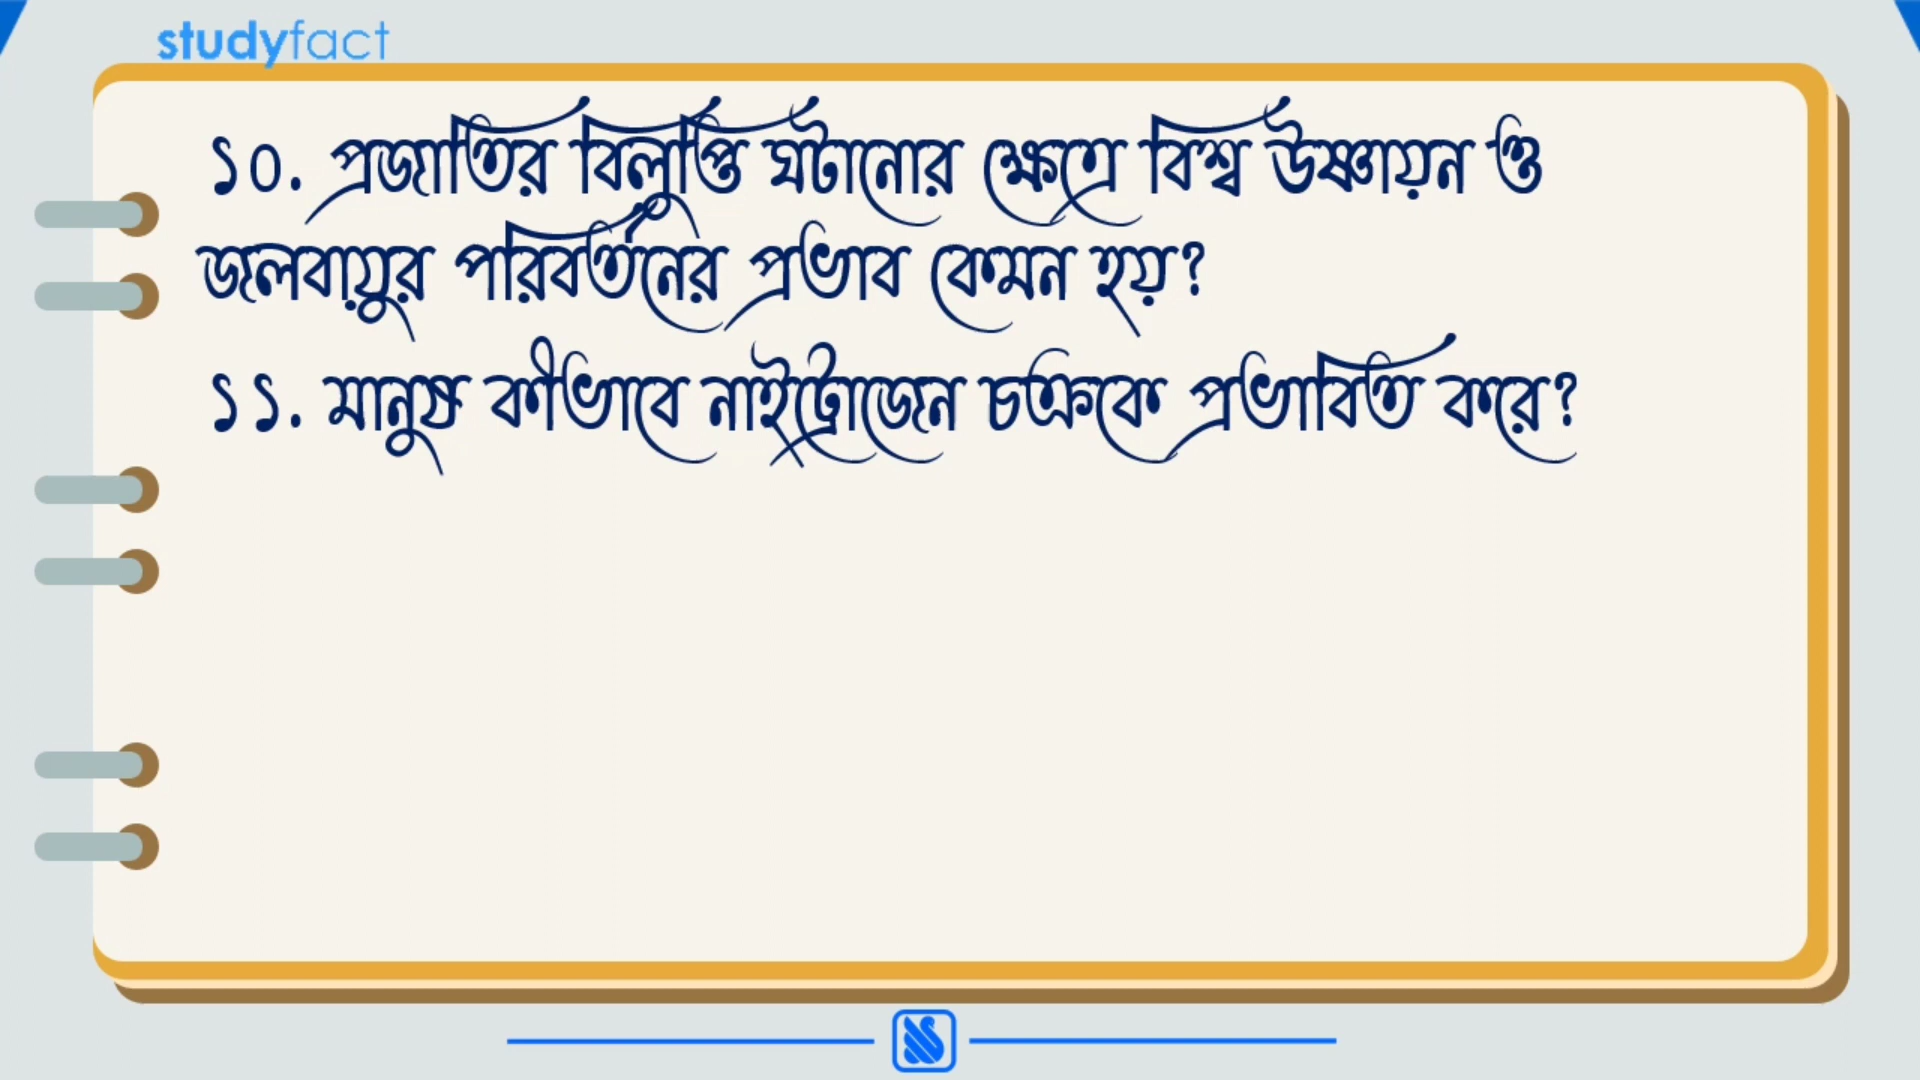 studyfact
১০. প্রজাতির বিলুপ্তি ঘটানোর ক্ষেত্রে বিশ্ব উষ্ণায়ন ও
জলবায়ুর পরিবর্তনের প্রভাব কেমন হয়?
১১. মানুষ কীভাবে নাইট্রোজেন চক্রকে প্রভাবিত করে?